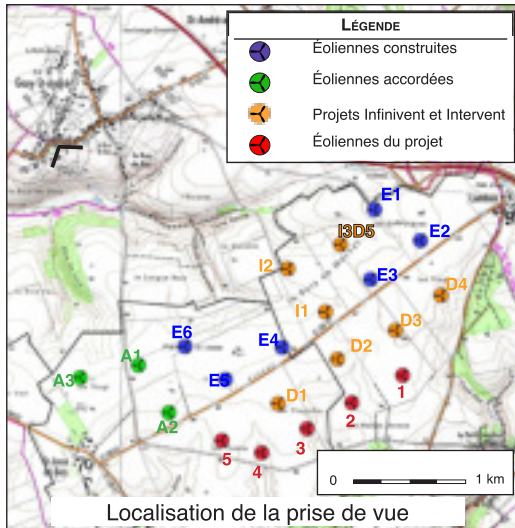 LÉGENDE
Éoliennes construites
Éoliennes accordées
Projets Infinivent et Intervent
Éoliennes du projet
E1
I3D5
E2
I2
E3
D4
I1
D3
E6
E4
D2
A1
A3
E5
1
D1
2
A2
3
5
4
0
1 km
Localisation de la prise de vue